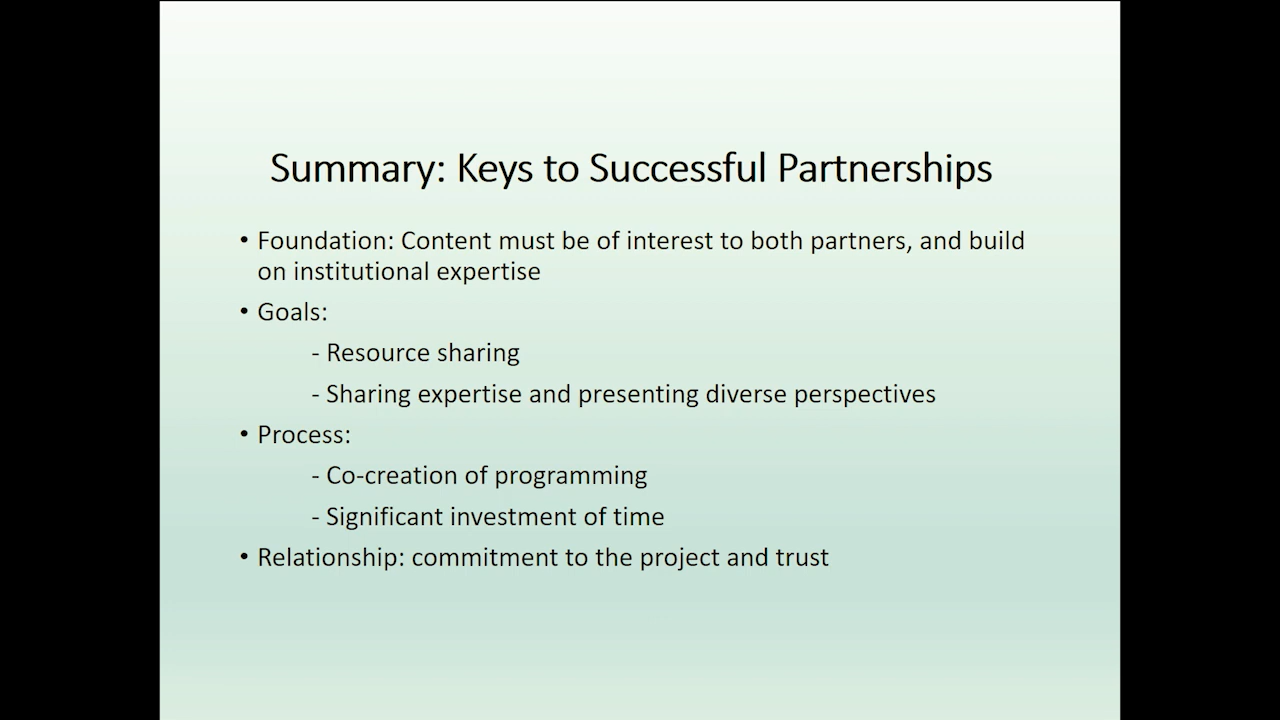 Summary: Keys to Successful Partnerships
• Foundation: Content must be of interest to both partners, and build
on institutional expertise
• Goals:
- Resource sharing
- Sharing expertise and presenting diverse perspectives
• Process:
- Co-creation of programming
- Significant investment of time
• Relationship: commitment to the project and trust